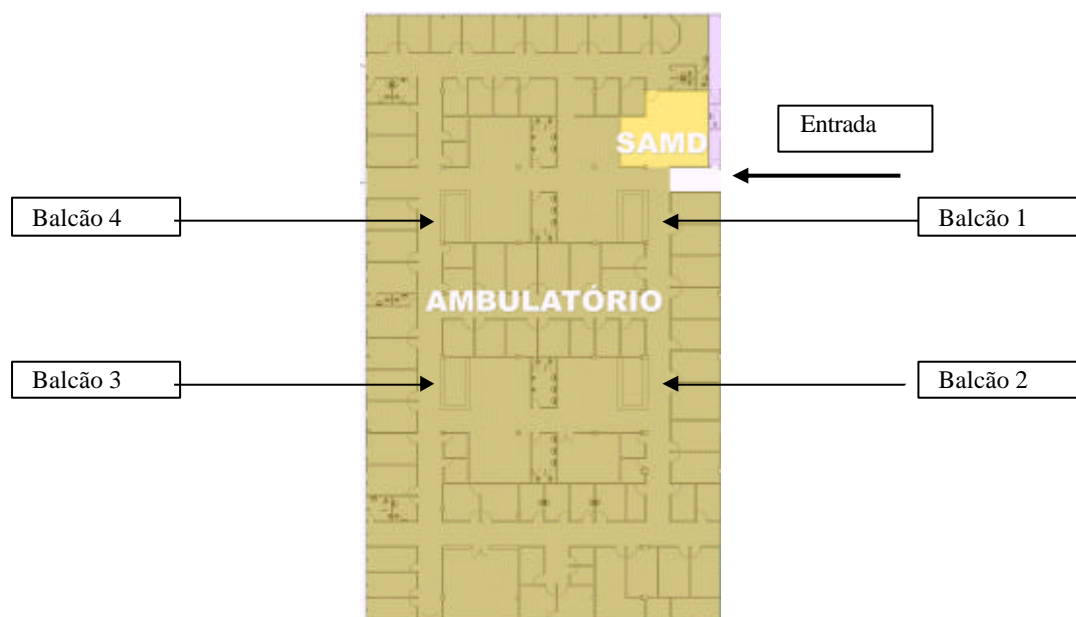 Entrada
SAMD
Balcão 4
Balcão 1
AMBULATÓRIO
Balcão 3
Balcão 2